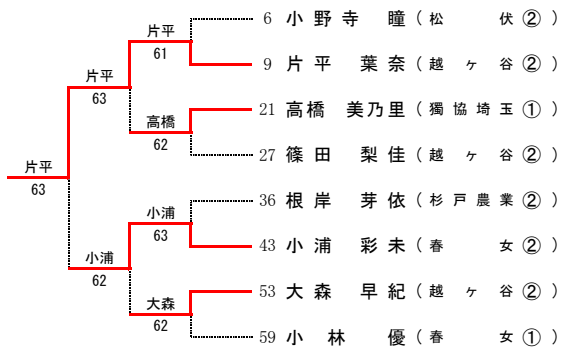 6 小野寺 瞳 ( 松 伏 ② )
片平
61
9 片平 葉奈 ( 越 ヶ 谷 ② )
片平
63
21 高橋 美乃里 ( 獨協埼玉 ① )
高橋
62
27 篠田 梨佳 ( 越 ヶ 谷 ② )
片平
63
36 根岸 芽依 ( 杉戸農業 ② )
小浦
63
43 小浦 彩未 ( 春 女 ② )
小浦
62
53 大森 早紀 ( 越 ヶ 谷 ② )
大森
62
59 小林 優 ( 春 女 ① )